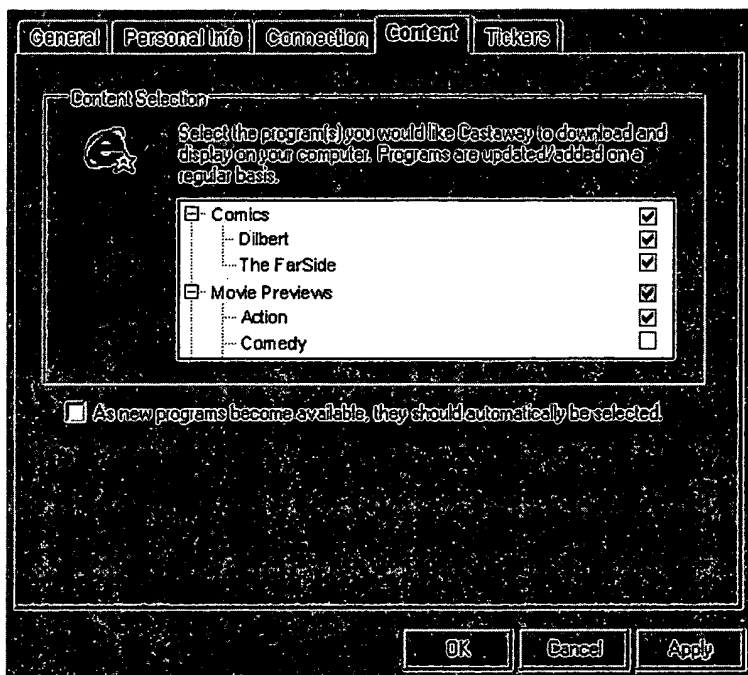 General Personal Info Connection Content Tickers
Content Selection
Select the program(s) you would like Castaway to download and
display on your computer. Programs are updated/added on a
regular basis.
Comics
Dilbert
The FarSide
Movie Previews
Action
Comedy
As new programs become available, they should automatically be selected.
OK Cancel Apply